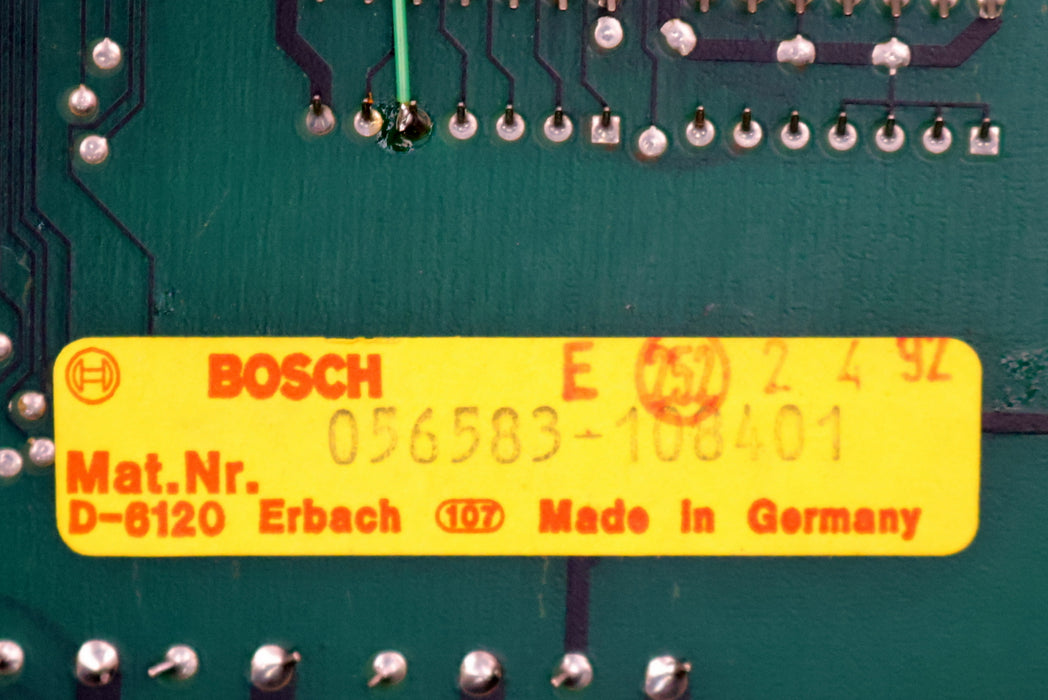 BOSCH E 252 2 4 92
056583-108401
Mat.Nr.
D-6120 Erbach 107 Made in Germany